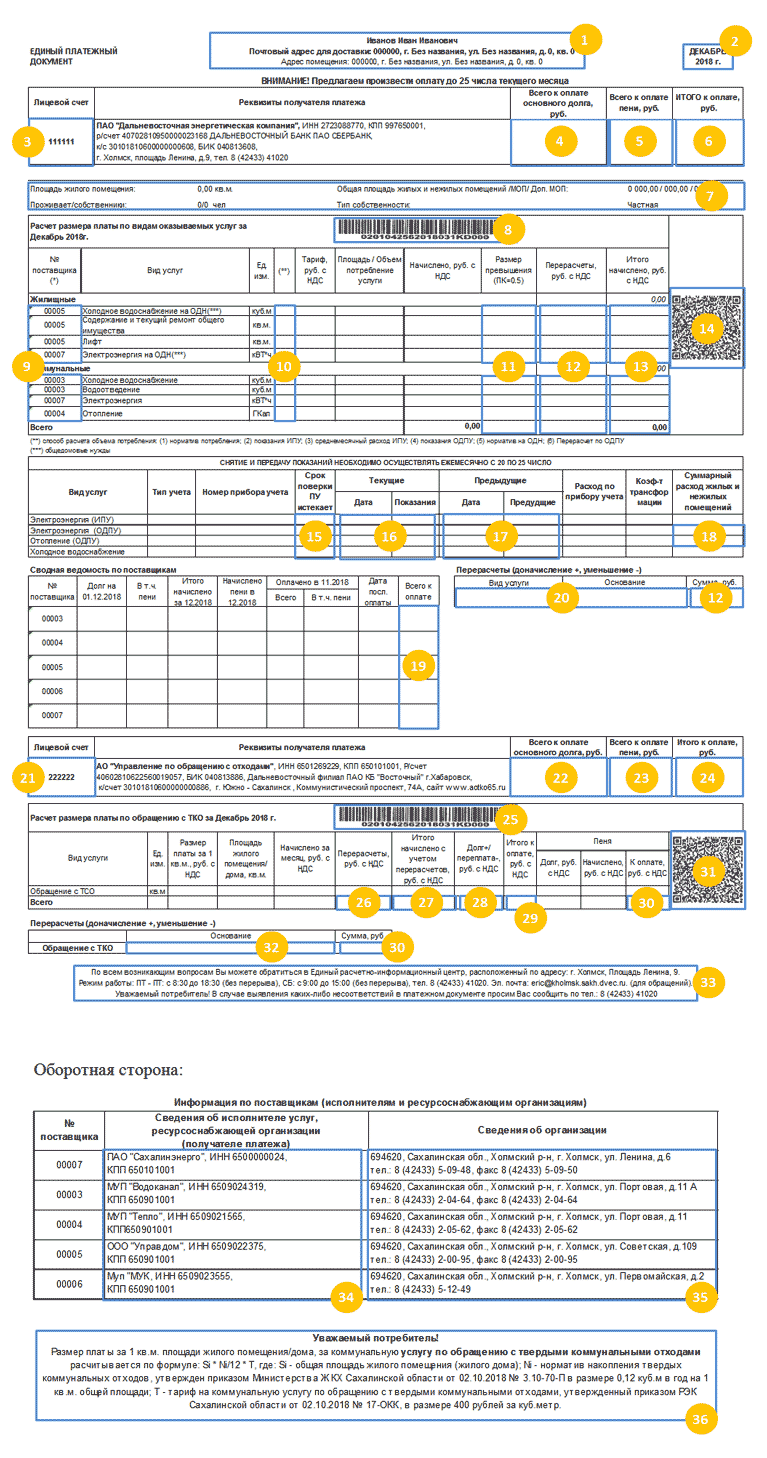 Иванов Иван Иванович
1
ЕДИНЫЙ ПЛАТЕЖНЫЙ ДОКУМЕНТ
Почтовый адрес для доставки: 000000, г. Без названия, ул. Без названия, д. 0, кв. 0
Адрес помещения: 000000, г. Без названия, ул. Без названия, д. 0, кв. 0
ДЕКАБРЬ 2018 г.
2
ВНИМАНИЕ! Предлагаем произвести оплату до 25 числа текущего месяца
Лицевой счет Реквизиты получателя платежа Всего к оплате основного долга, руб. Всего к оплате пени, руб. ИТОГО к оплате, руб.
3 111111
ПАО "Дальневосточная энергетическая компания", ИНН 2723088770, КПП 997650001,
р/счет 40702810950000023168 ДАЛЬНЕВОСТОЧНЫЙ БАНК ПАО СБЕРБАНК,
к/с 30101810600000000608, БИК 040813608,
г. Холмск, площадь Ленина, д.9, тел. 8 (42433) 41020
4 5 6
Площадь жилого помещения: 0,00 кв.м. Общая площадь жилых и нежилых помещений /МОП/ Доп. МОП: 0 000,00 / 000,00 / 0
7
Проживает/собственники: 0/0 чел Тип собственности: Частная
Расчет размера платы по видам оказываемых услуг за
Декабрь 2018г.
0201042562018031KD080
8
№ поставщика (*) Вид услуг Ед. изм. (**) Тариф, руб. с НДС Площадь / Объем потребление услуги Начислено, руб. с НДС Размер превышения (ПК=0.5) Перерасчеты, руб. с НДС Итого начислено, руб. с НДС
Жилищные 0,00
00005 Холодное водоснабжение на ОДН(***) куб.м
00005 Содержание и текущий ремонт общего имущества кв.м.
00005 Лифт кв.м.
00007 Электроэнергия на ОДН(***) кВТ*ч
14
9 Коммунальные 10 11 12 13 00
00003 Холодное водоснабжение куб.м
00003 Водоотведение куб.м
00007 Электроэнергия кВТ*ч
00004 Отопление ГКал
Всего 0,00 0,00
(**) способ расчета объема потребления: (1) норматив потребления; (2) показания ИПУ; (3) среднемесячный расход ИПУ; (4) показания ОДПУ; (5) норматив на ОДН; (6) Перерасчет по ОДПУ
(***) общедомовые нужды
СНЯТИЕ И ПЕРЕДАЧУ ПОКАЗАНИЙ НЕОБХОДИМО ОСУЩЕСТВЛЯТЬ ЕЖЕМЕСЯЧНО С 20 ПО 25 ЧИСЛО
Вид услуг Тип учета Номер прибора учета Срок поверки ПУ истекает Текущие Предыдущие Расход по прибору учета Коэф-т трансфор мации Суммарный расход жилых и нежилых помещений
Дата Показания Дата Предудщие
Электроэнергия (ИПУ)
Электроэнергия (ОДПУ)
Отопление (ОДПУ)
15 16 17 18
Холодное водоснабжение
Сводная ведомость по поставщикам
№ поставщика Долг на 01.12.2018 В т.ч. пени Итого начислено за 12.2018 Начислено пени в 12.2018 Оплачено в 11.2018 Дата посл. оплаты Всего к оплате
Всего В т.ч. пени
00003
00004
00005
19
00006
00007
Перерасчеты (доначисление +, уменьшение -)
Вид услуги Основание Сумма, руб.
20 12
Лицевой счет Реквизиты получателя платежа Всего к оплате основного долга, руб. Всего к оплате пени, руб. Итого к оплате, руб.
21 222222
АО "Управление по обращению с отходами", ИНН 6501269229, КПП 650101001, Р/счет
40602810622560019057, БИК 040813886, Дальневосточный филиал ПАО КБ "Восточный" г.Хабаровск,
к/счет 30101810600000000886, г. Южно - Сахалинск , Коммунистический проспект, 74А, сайт www.aotko65.ru
22 23 24
Расчет размера платы по обращению с ТКО за Декабрь 2018 г.
0201042562018031KD080
25
Вид услуги Ед. изм. Размер платы за 1 кв.м., руб. с НДС Площадь жилого помещения/ дома, кв.м. Начислено за месяц, руб. с НДС Перерасчеты, руб. с НДС Итого начислено с учетом перерасчетов, руб. с НДС Долг+/ переплата-, руб. с НДС Итого к оплате, руб. с НДС Пеня
Долг, руб. с НДС Начислено, руб. с НДС К оплате, руб. с НДС
31
Обращение с ТСО кв.м
Всего
26 27 28 29 30
Перерасчеты (доначисление +, уменьшение -)
Основание Сумма, руб.
Обращение с ТКО 32 30
По всем возникающим вопросам Вы можете обратиться в Единый расчетно-информационный центр, расположенный по адресу: г. Холмск, Площадь Ленина, 9.
Режим работы: ПТ - ПТ: с 8:30 до 18:30 (без перерыва), СБ: с 9:00 до 15:00 (без перерыва), тел. 8 (42433) 41020. Эл. почта: eric@kholmsk.sakh.dvec.ru. (для обращений).
Уважаемый потребитель! В случае выявления каких-либо несоответствий в платежном документе просим Вас сообщить по тел.: 8 (42433) 41020
33
Оборотная сторона:
Информация по поставщикам (исполнителям и ресурсоснабжающим организациям)
№ поставщика Сведения об исполнителе услуг, ресурсоснабжающей организации (получателе платежа) Сведения об организации
00007 ПАО "Сахалинэнерго", ИНН 6500000024, КПП 650101001 694620, Сахалинская обл., Холмский р-н, г. Холмск, ул. Ленина, д.6 тел.: 8 (42433) 5-09-48, факс 8 (42433) 5-09-50
00003 МУП "Водоканал", ИНН 6509024319, КПП 650901001 694620, Сахалинская обл., Холмский р-н, г. Холмск, ул. Портовая, д.11 А тел.: 8 (42433) 2-04-64, факс 8 (42433) 2-04-64
00004 МУП "Тепло", ИНН 6509021565, КПП650901001 694620, Сахалинская обл., Холмский р-н, г. Холмск, ул. Портовая, д.11 тел.: 8 (42433) 2-05-62, факс 8 (42433) 2-05-62
00005 ООО "Управдом", ИНН 6509022375, КПП 650901001 694620, Сахалинская обл., Холмский р-н, г. Холмск, ул. Советская, д.109 тел.: 8 (42433) 2-00-95, факс 8 (42433) 2-00-95
00006 Муп "МУК, ИНН 6509023555, КПП 650901001 694620, Сахалинская обл., Холмский р-н, г. Холмск, ул. Первомайская, д.2 тел.: 8 (42433) 5-12-49
34 35
Уважаемый потребитель!
Размер платы за 1 кв.м. площади жилого помещения/дома, за коммунальную услугу по обращению с твердыми коммунальными отходами
расчитывается по формуле: Si * Ni/12 * T, где: Si - общая площадь жилого помещения (жилого дома); Ni - норматив накопления твердых
коммунальных отходов, утвержден приказом Министерства ЖКХ Сахалинской области от 02.10.2018 № 3.10-70-П в размере 0,12 куб.м в год на 1
кв.м. общей площади; Т - тариф на коммунальную услугу по обращению с твердыми коммунальными отходами, утвержденный приказом РЭК
Сахалинской области от 02.10.2018 № 17-ОКК, в размере 400 рублей за куб.метр.
36